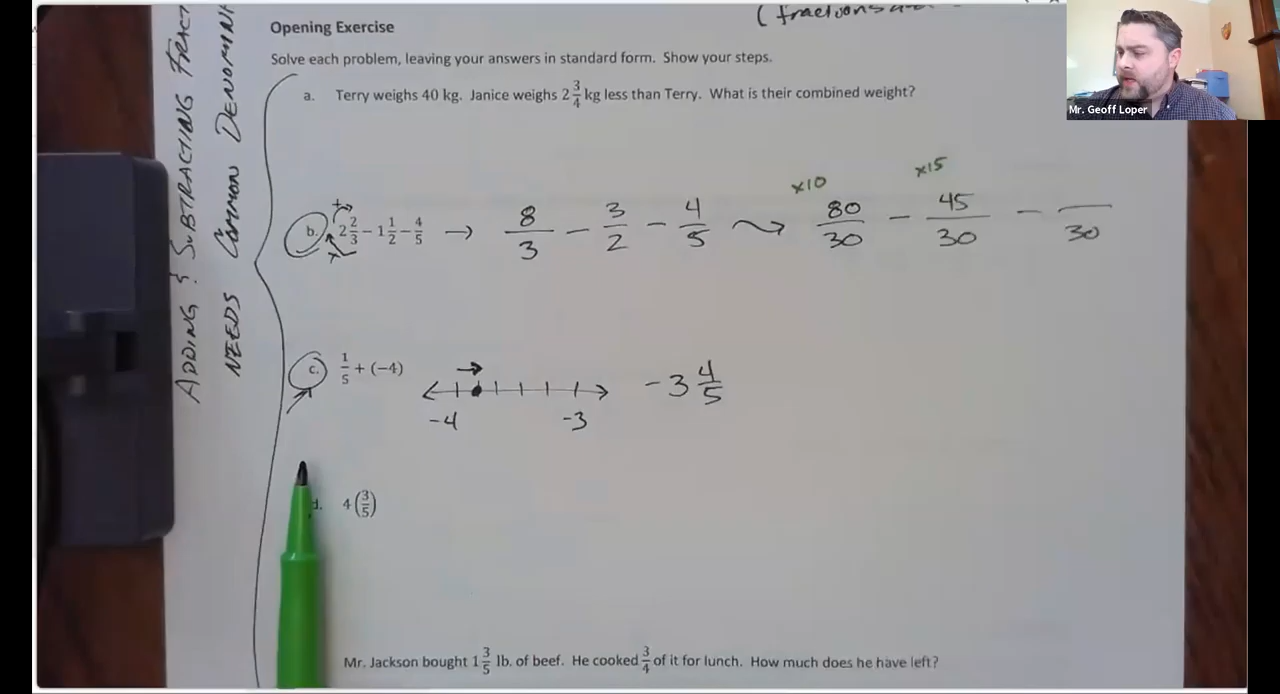 (fractions
Opening Exercise
Solve each problem, leaving your answers in standard form. Show your steps.
a. Terry weighs 40 kg. Janice weighs 2 3/4 kg less than Terry. What is their combined weight?
b. 2 2/3 − 1 1/2 − 4/5 → 8/3 − 3/2 − 4/5 ⤳ 80/30 − 45/30 − /30
+
x
x10
x15
c. 1/5 + (−4)
-4
-3
-3 4/5
d. 4(3/5)
Mr. Jackson bought 1 3/5 lb. of beef. He cooked 3/4 of it for lunch. How much does he have left?
ADDING & SUBTRACTING FRACT
NEEDS COMMON DENOMIN
Mr. Geoff Loper